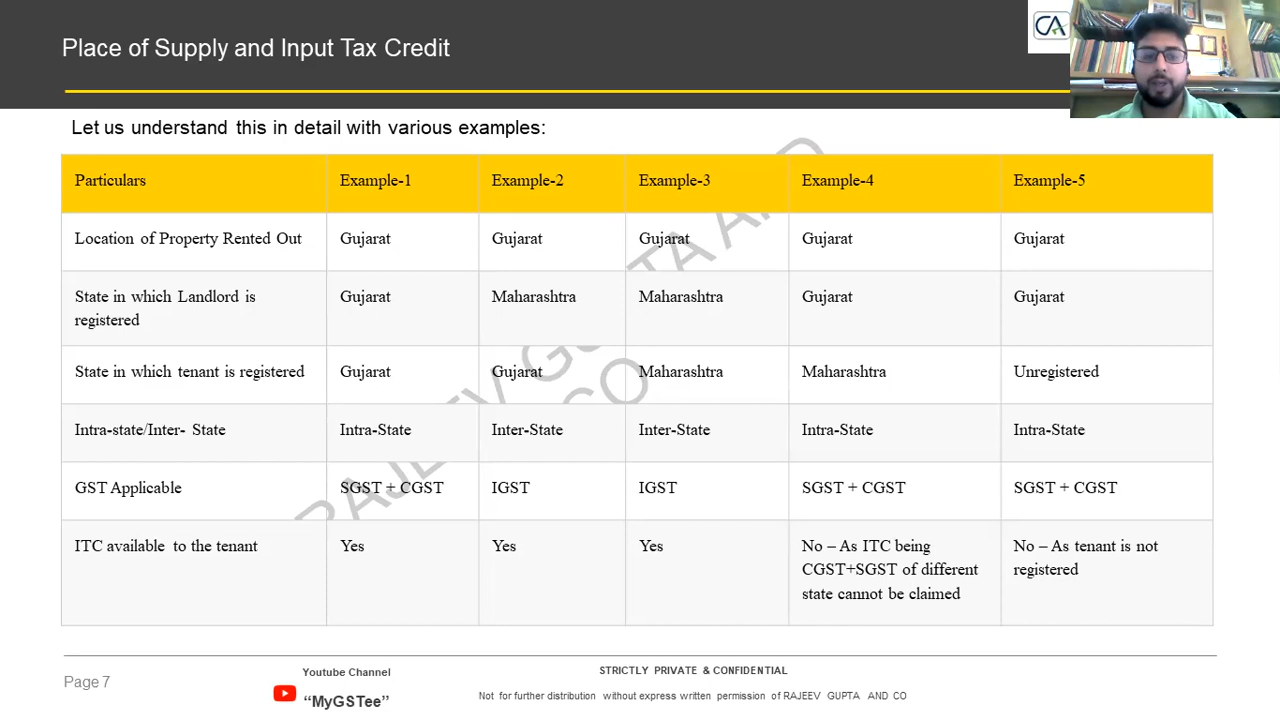 Place of Supply and Input Tax Credit
CA
Let us understand this in detail with various examples:
Particulars Example-1 Example-2 Example-3 Example-4 Example-5
Location of Property Rented Out Gujarat Gujarat Gujarat Gujarat Gujarat
State in which Landlord is registered Gujarat Maharashtra Maharashtra Gujarat Gujarat
State in which tenant is registered Gujarat Gujarat Maharashtra Maharashtra Unregistered
Intra-state/Inter- State Intra-State Inter-State Inter-State Intra-State Intra-State
GST Applicable SGST + CGST IGST IGST SGST + CGST SGST + CGST
ITC available to the tenant Yes Yes Yes No – As ITC being CGST+SGST of different state cannot be claimed No – As tenant is not registered
RAJEEV GUPTA AND
CO
Page 7
Youtube Channel
“MyGSTee”
STRICTLY PRIVATE & CONFIDENTIAL
Not for further distribution without express written permission of RAJEEV GUPTA AND CO